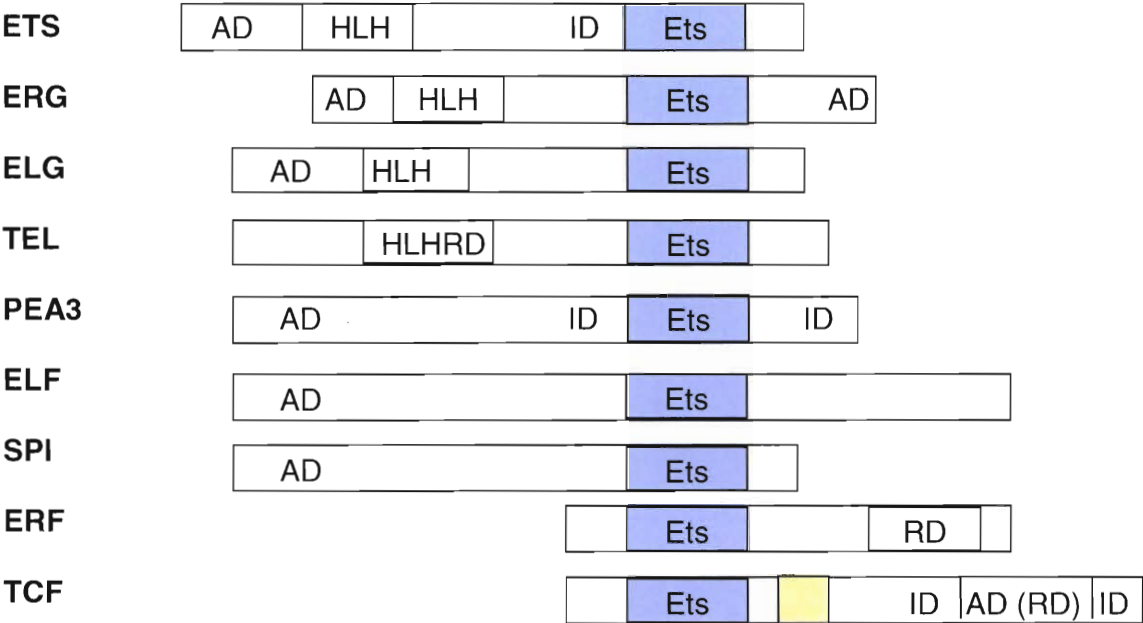 ETS AD HLH ID Ets
ERG AD HLH Ets AD
ELG AD HLH Ets
TEL HLHRD Ets
PEA3 AD ID Ets ID
ELF AD Ets
SPI AD Ets
ERF Ets RD
TCF Ets ID AD (RD) ID